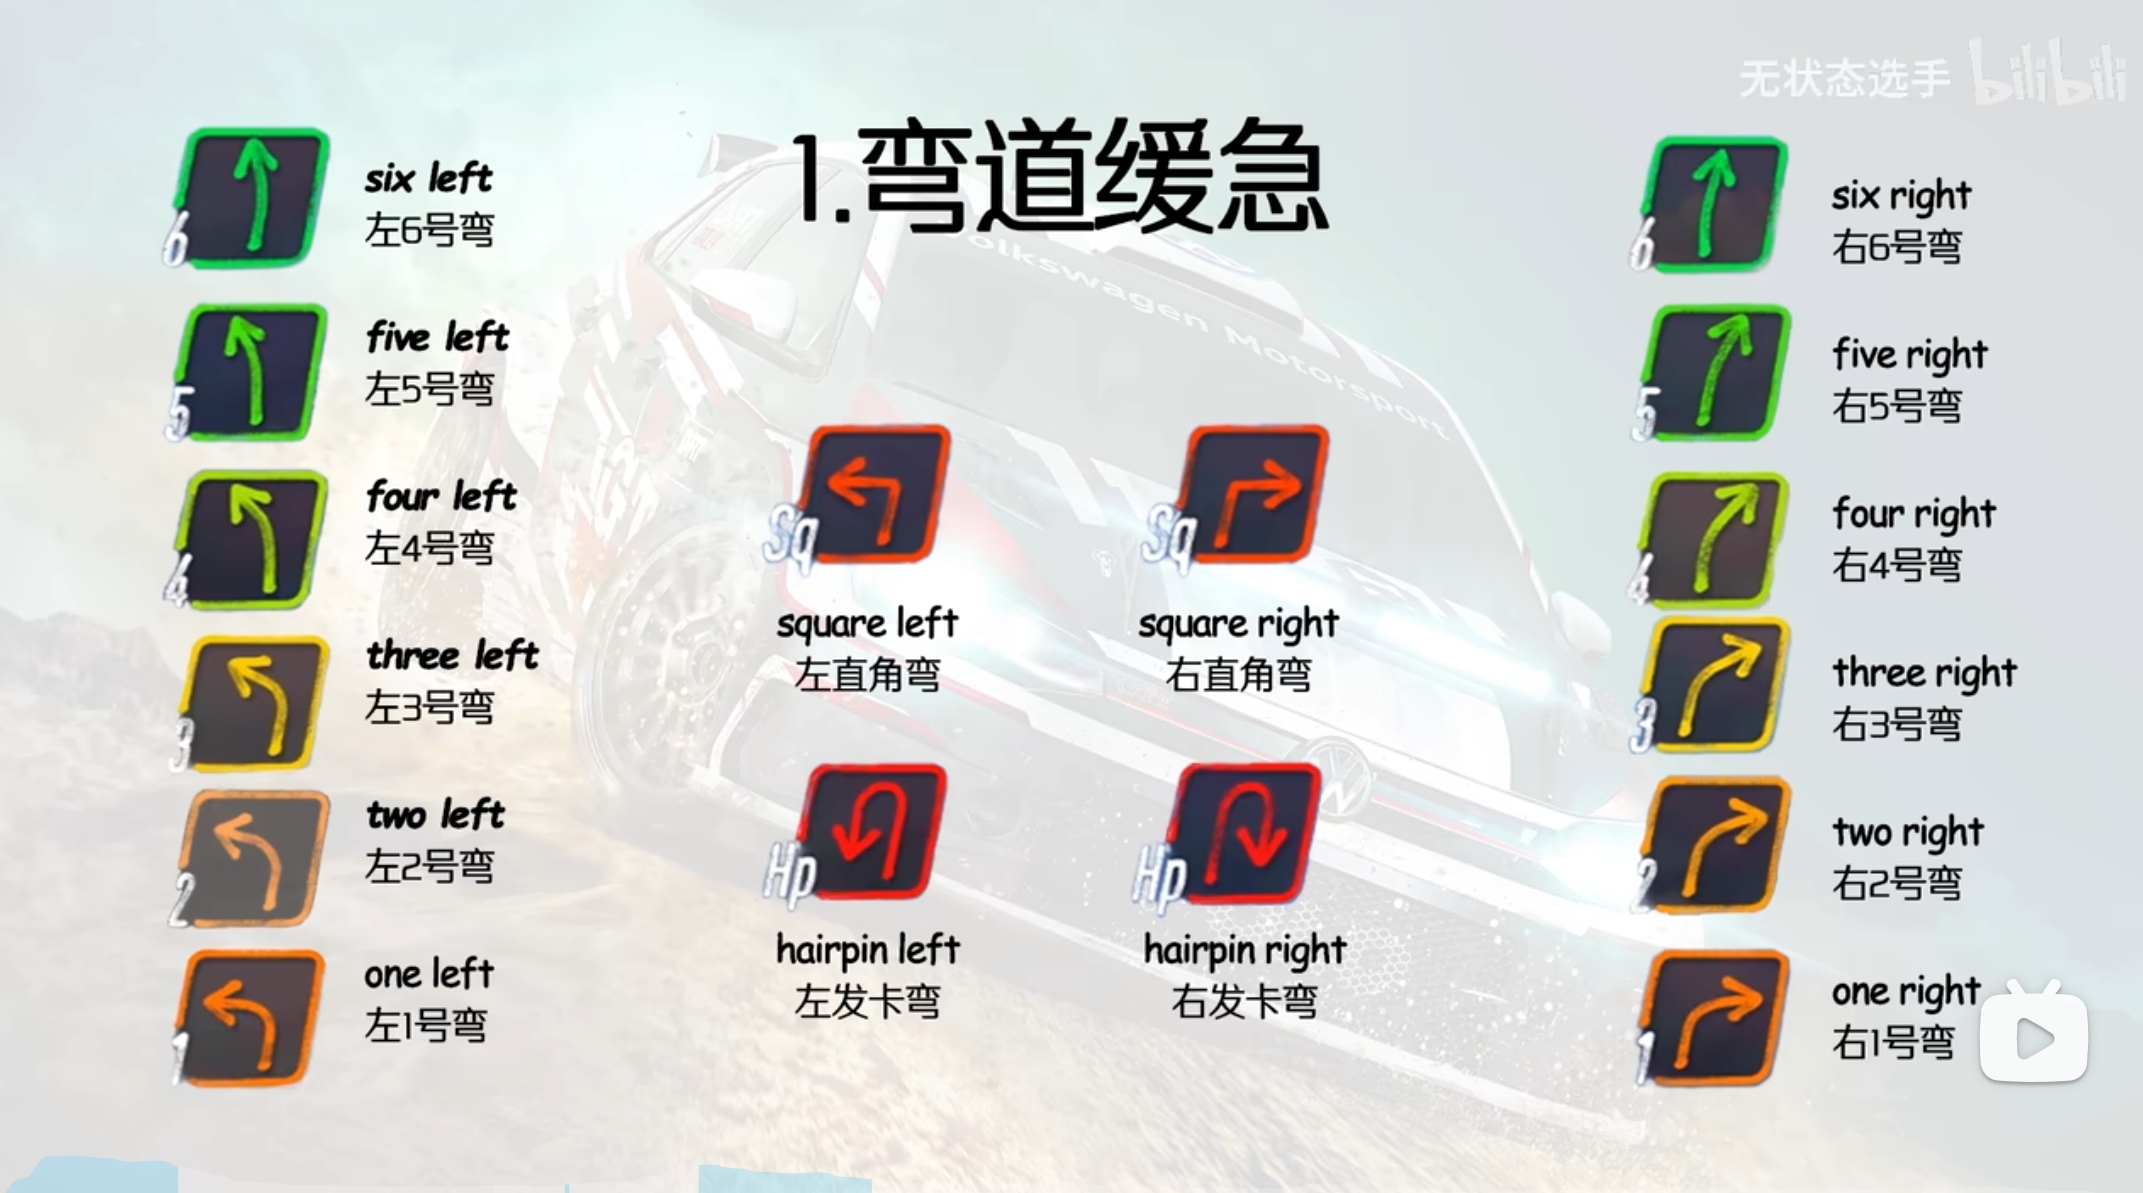 无状态选手 bilibili
1.弯道缓急
6
six left
左6号弯
5
five left
左5号弯
4
four left
左4号弯
3
three left
左3号弯
2
two left
左2号弯
1
one left
左1号弯
Volkswagen Motorsport
Sq
square left
左直角弯
Sq
square right
右直角弯
Hp
hairpin left
左发卡弯
Hp
hairpin right
右发卡弯
6
six right
右6号弯
5
five right
右5号弯
4
four right
右4号弯
3
three right
右3号弯
2
two right
右2号弯
1
one right
右1号弯